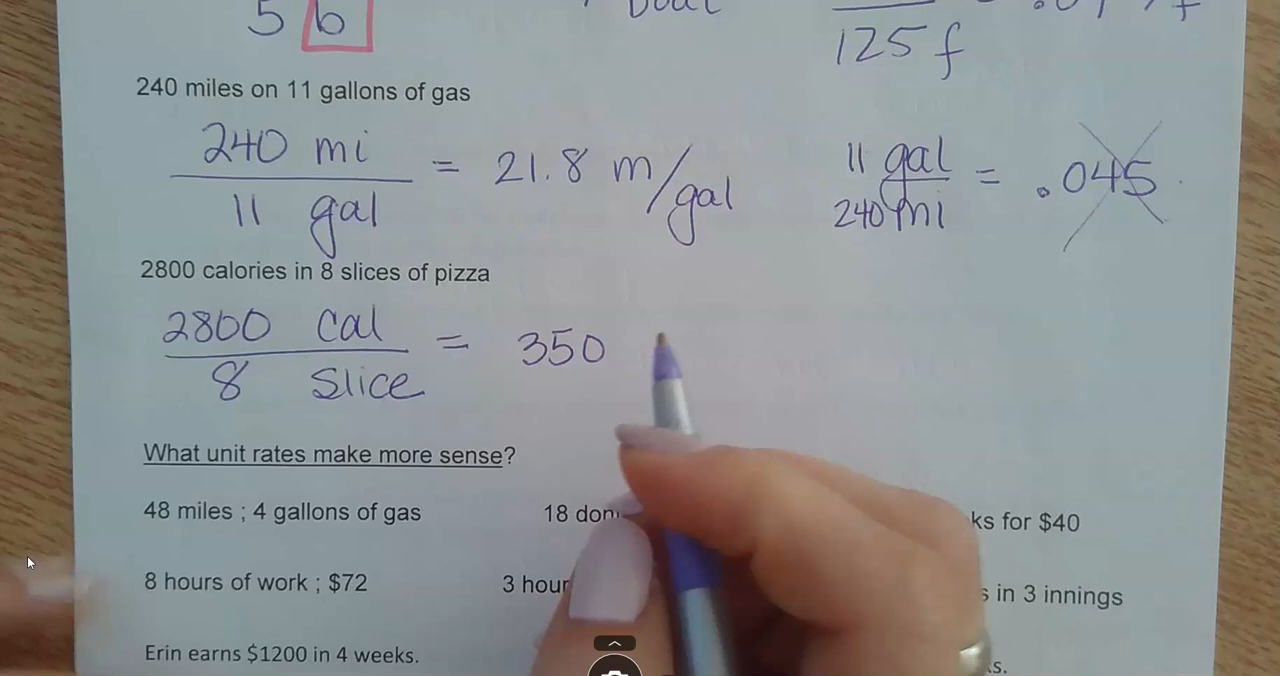 5 b
125 f
240 miles on 11 gallons of gas
240 mi / 11 gal = 21.8 m/gal
11 gal / 240 mi = .045
2800 calories in 8 slices of pizza
2800 cal / 8 slice = 350
What unit rates make more sense?
48 miles ; 4 gallons of gas
18
for $40
8 hours of work ; $72
3
in 3 innings
Erin earns $1200 in 4 weeks.